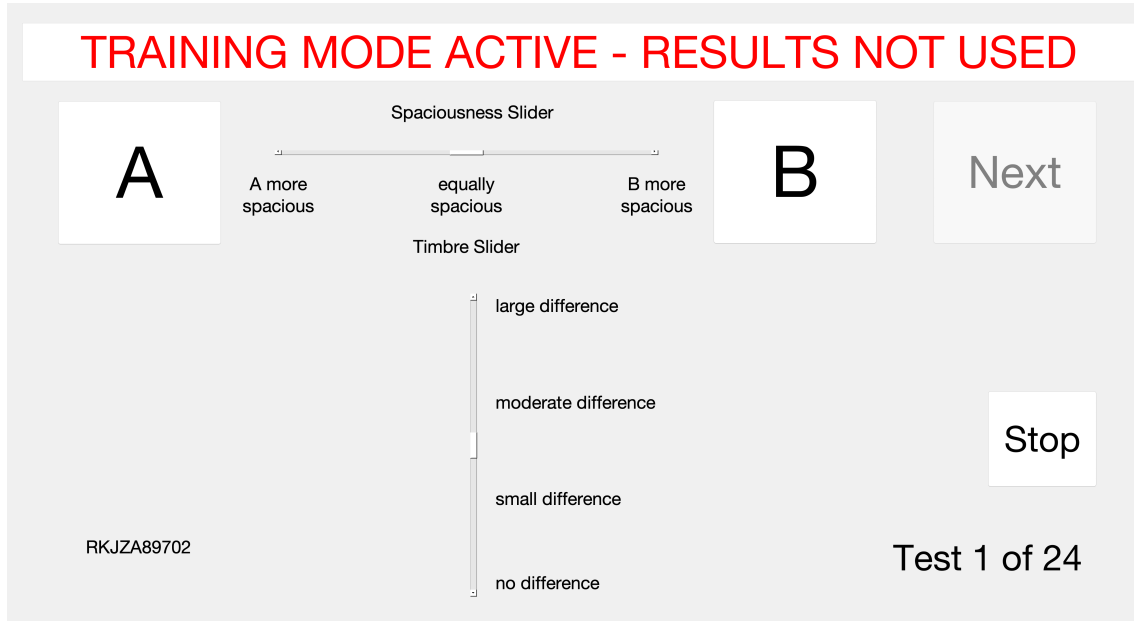 TRAINING MODE ACTIVE - RESULTS NOT USED
Spaciousness Slider
A
B
Next
A more
spacious
equally
spacious
B more
spacious
Timbre Slider
large difference
moderate difference
Stop
small difference
RKJZA89702
Test 1 of 24
no difference